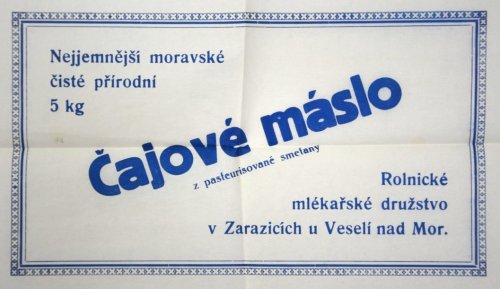 Nejjemnější moravské
čisté přírodní
5 kg
Čajové máslo
z pasteurisované smetany
Rolnické
mlékařské družstvo
v Zarazicích u Veselí nad Mor.